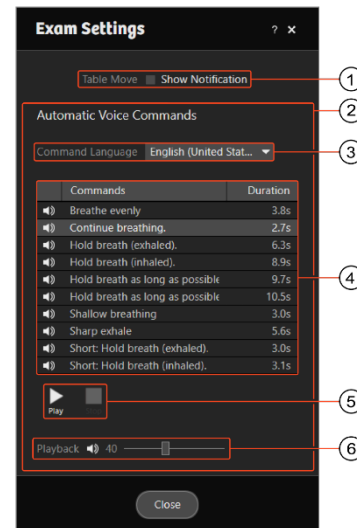 Exam Settings ? ×
Table Move Show Notification
1
Automatic Voice Commands
2
Command Language English (United Stat...
3
Commands Duration
Breathe evenly 3.8s
Continue breathing. 2.7s
Hold breath (exhaled). 6.3s
Hold breath (inhaled). 8.9s
Hold breath as long as possible 9.7s
4
Hold breath as long as possible 10.5s
Shallow breathing 3.0s
Sharp exhale 5.6s
Short: Hold breath (exhaled). 3.0s
Short: Hold breath (inhaled). 3.1s
5
Play
Playback 40
6
Close